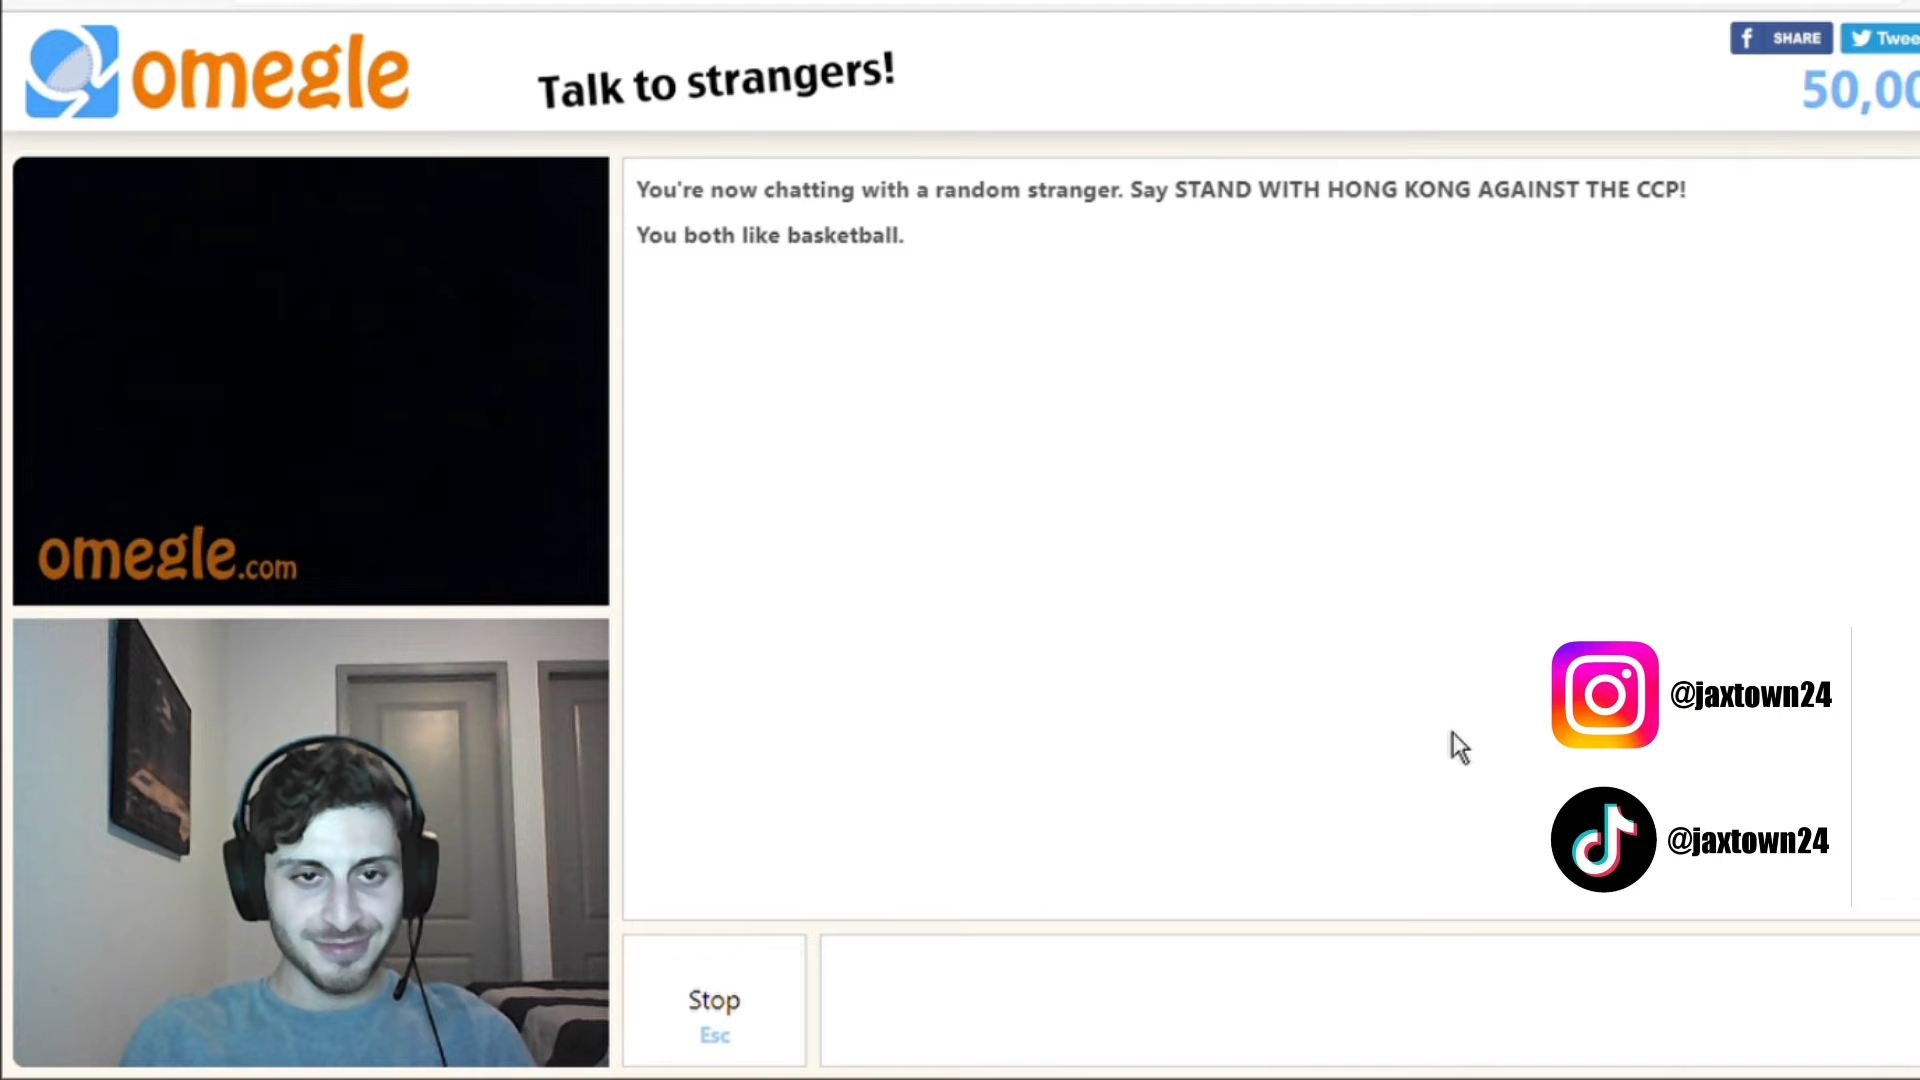 omegle
Talk to strangers!
SHARE
Twee
50,00
You're now chatting with a random stranger. Say STAND WITH HONG KONG AGAINST THE CCP!
You both like basketball.
omegle.com
@jaxtown24
@jaxtown24
Stop
Esc